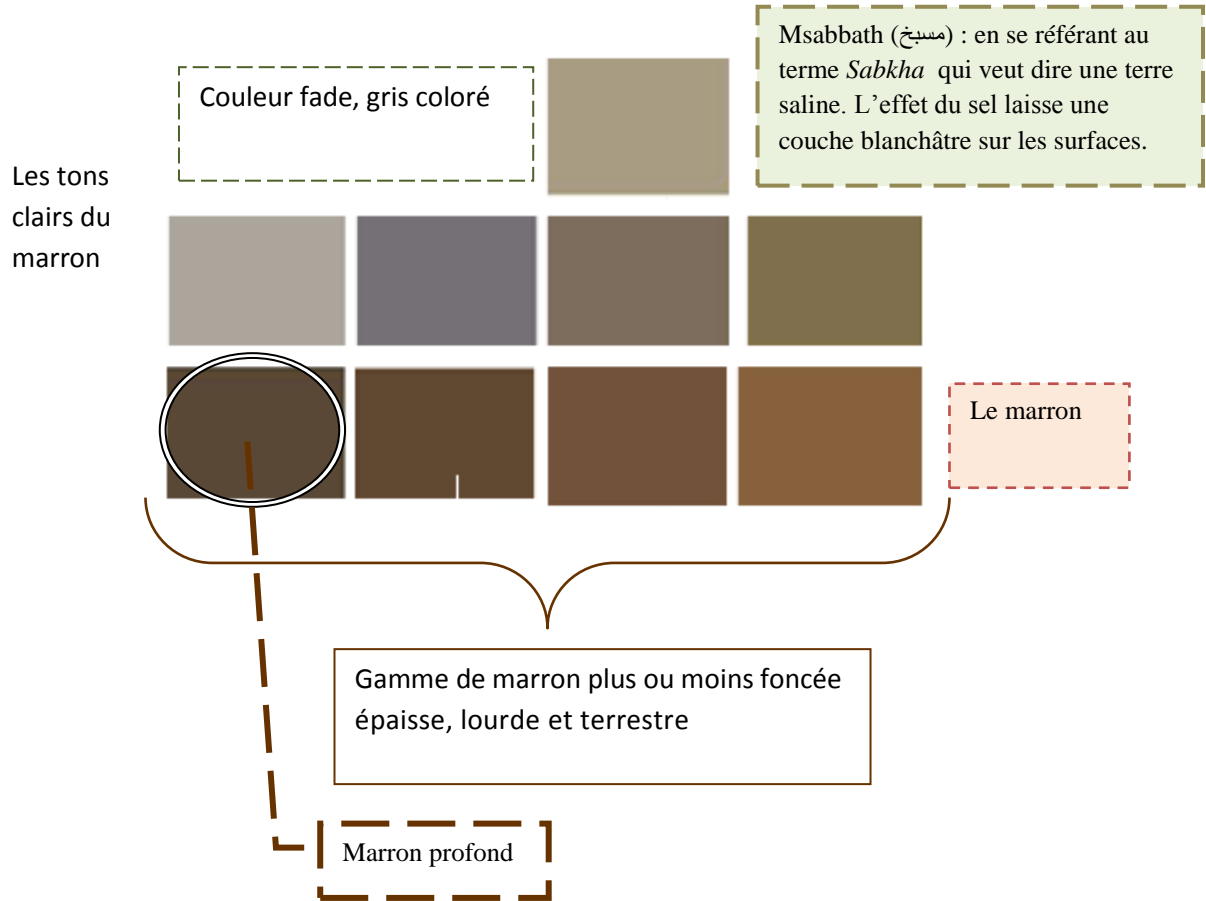 Msabbath (مسبخ) : en se référant au
terme Sabkha qui veut dire une terre
saline. L'effet du sel laisse une
couche blanchâtre sur les surfaces.
Couleur fade, gris coloré
Les tons
clairs du
marron
Le marron
Gamme de marron plus ou moins foncée
épaisse, lourde et terrestre
Marron profond